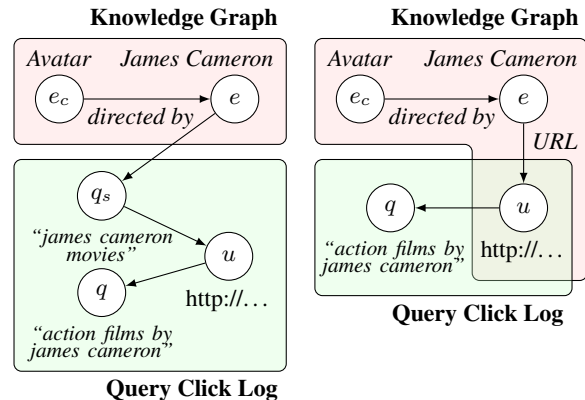 Knowledge Graph
Avatar James Cameron
e_c e
directed by
q_s
“james cameron
movies”
u
q
http://…
“action films by
james cameron”
Query Click Log
Knowledge Graph
Avatar James Cameron
e_c e
directed by
URL
q u
“action films by
james cameron”
http://…
Query Click Log